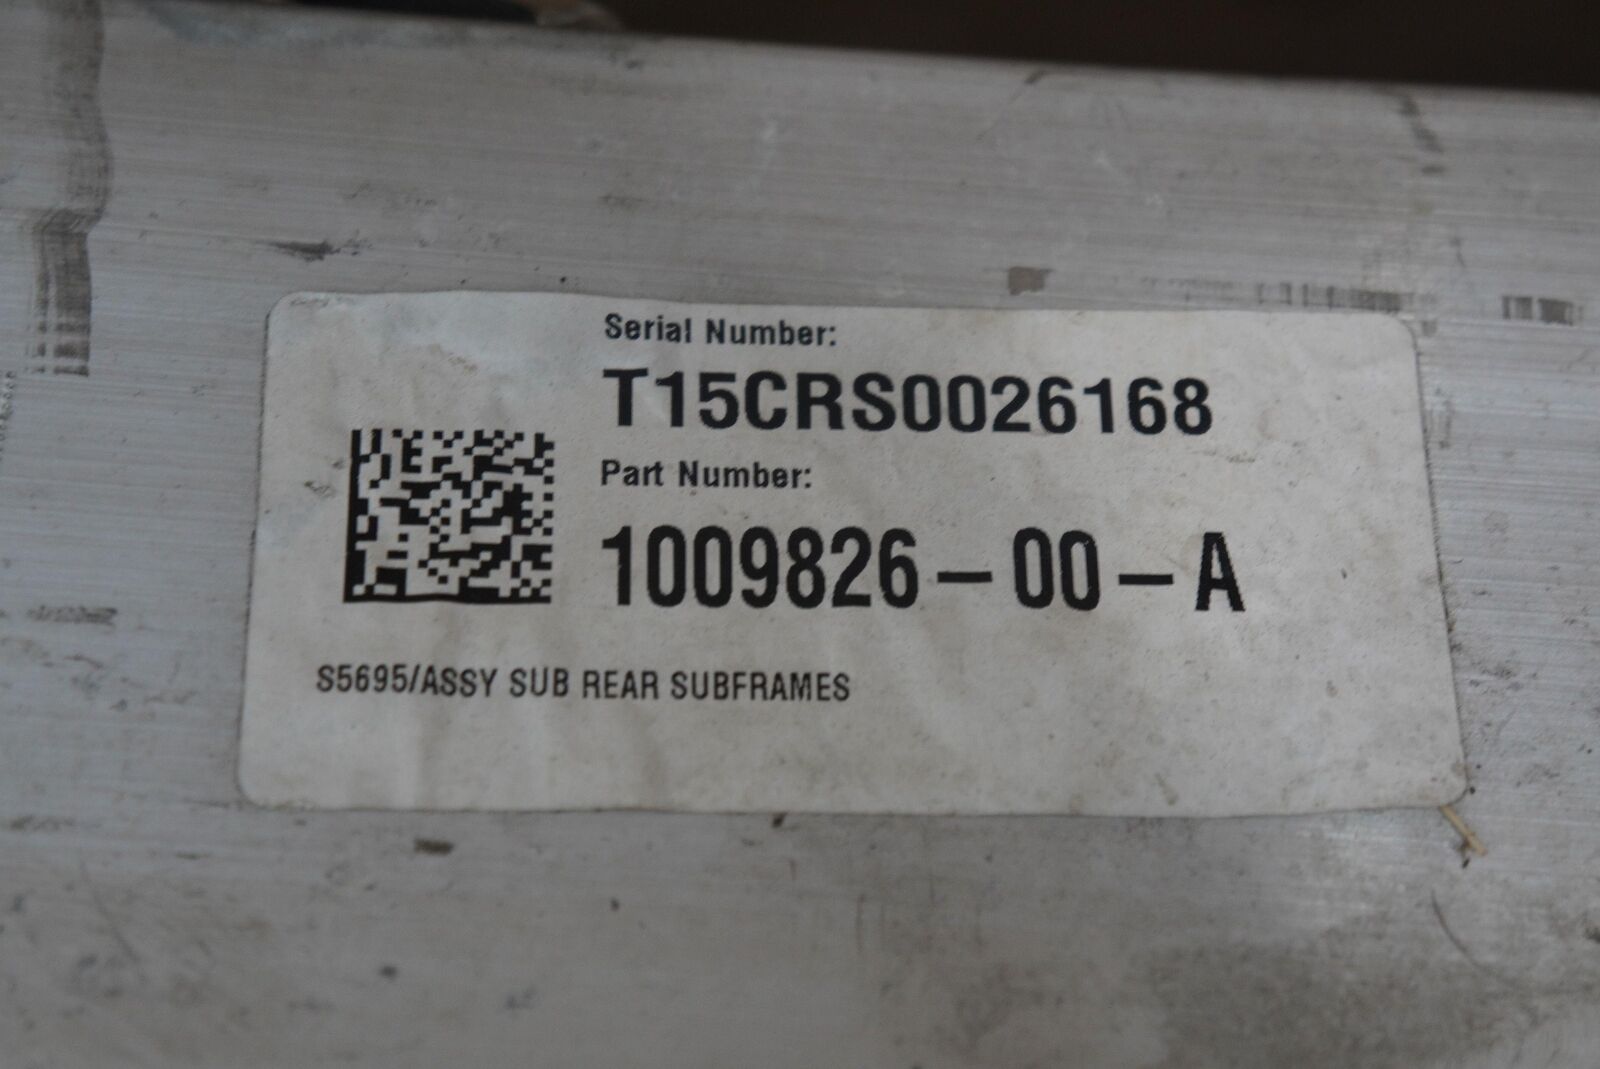 Serial Number:
T15CRS0026168
Part Number:
1009826-00-A
S5695/ASSY SUB REAR SUBFRAMES